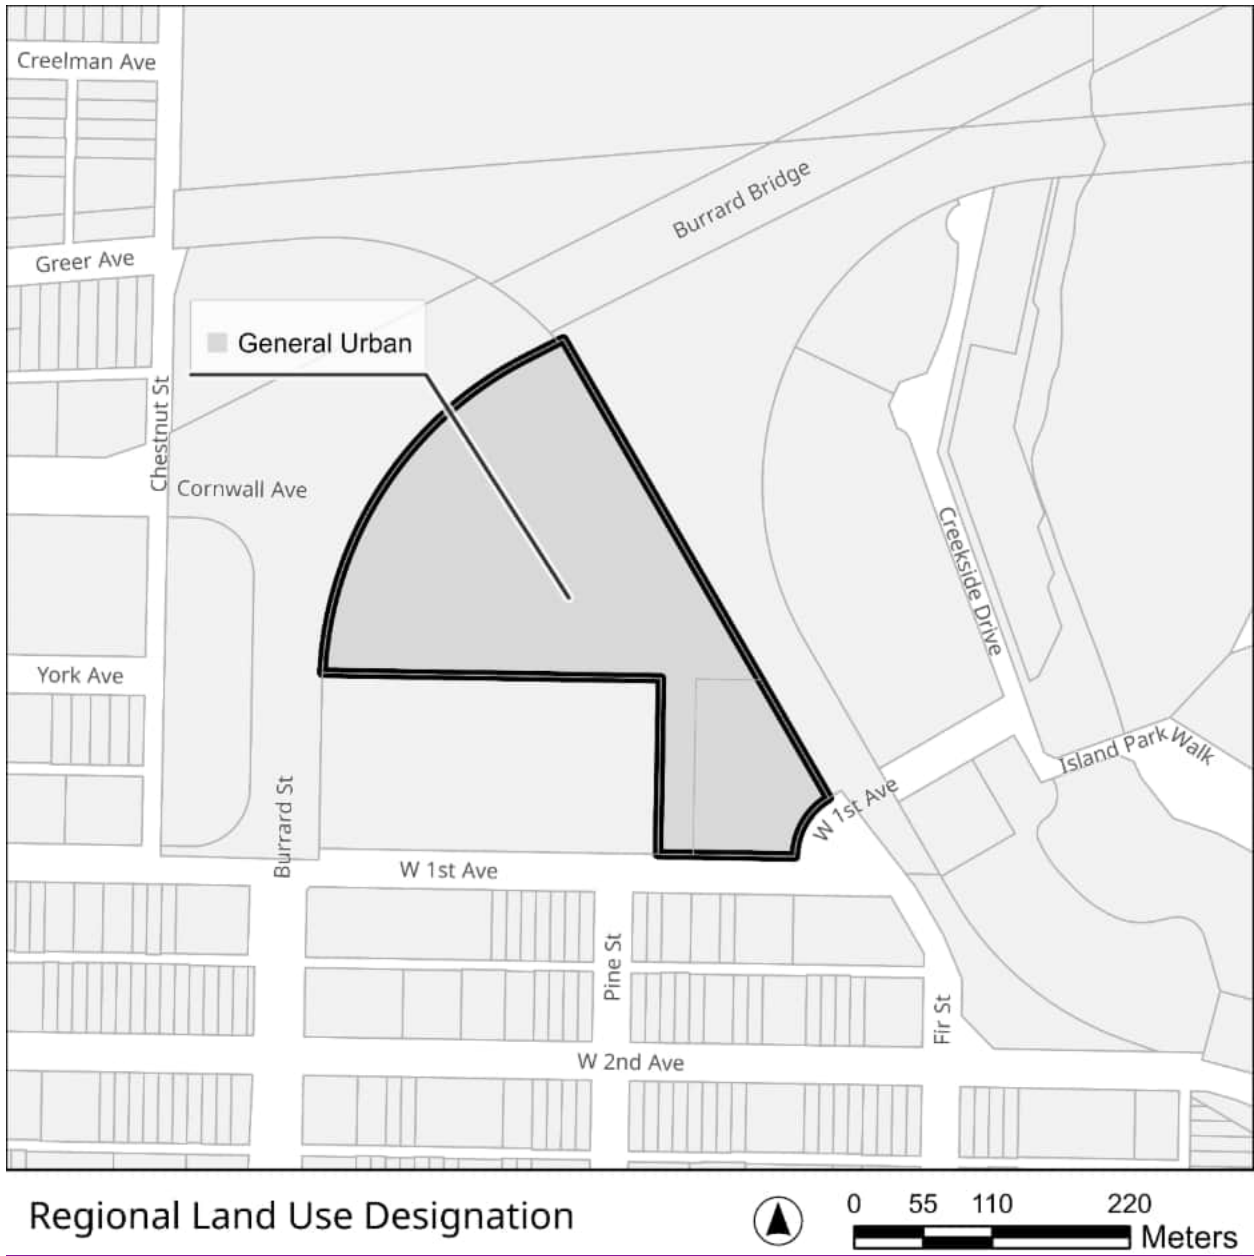 Creelman Ave
Burrard Bridge
Greer Ave
General Urban
Chestnut St
Cornwall Ave
Creekside Drive
York Ave
Island Park Walk
Burrard St
W 1st Ave
W 1st Ave
Pine St
Fir St
W 2nd Ave
Regional Land Use Designation
0 55 110 220
Meters